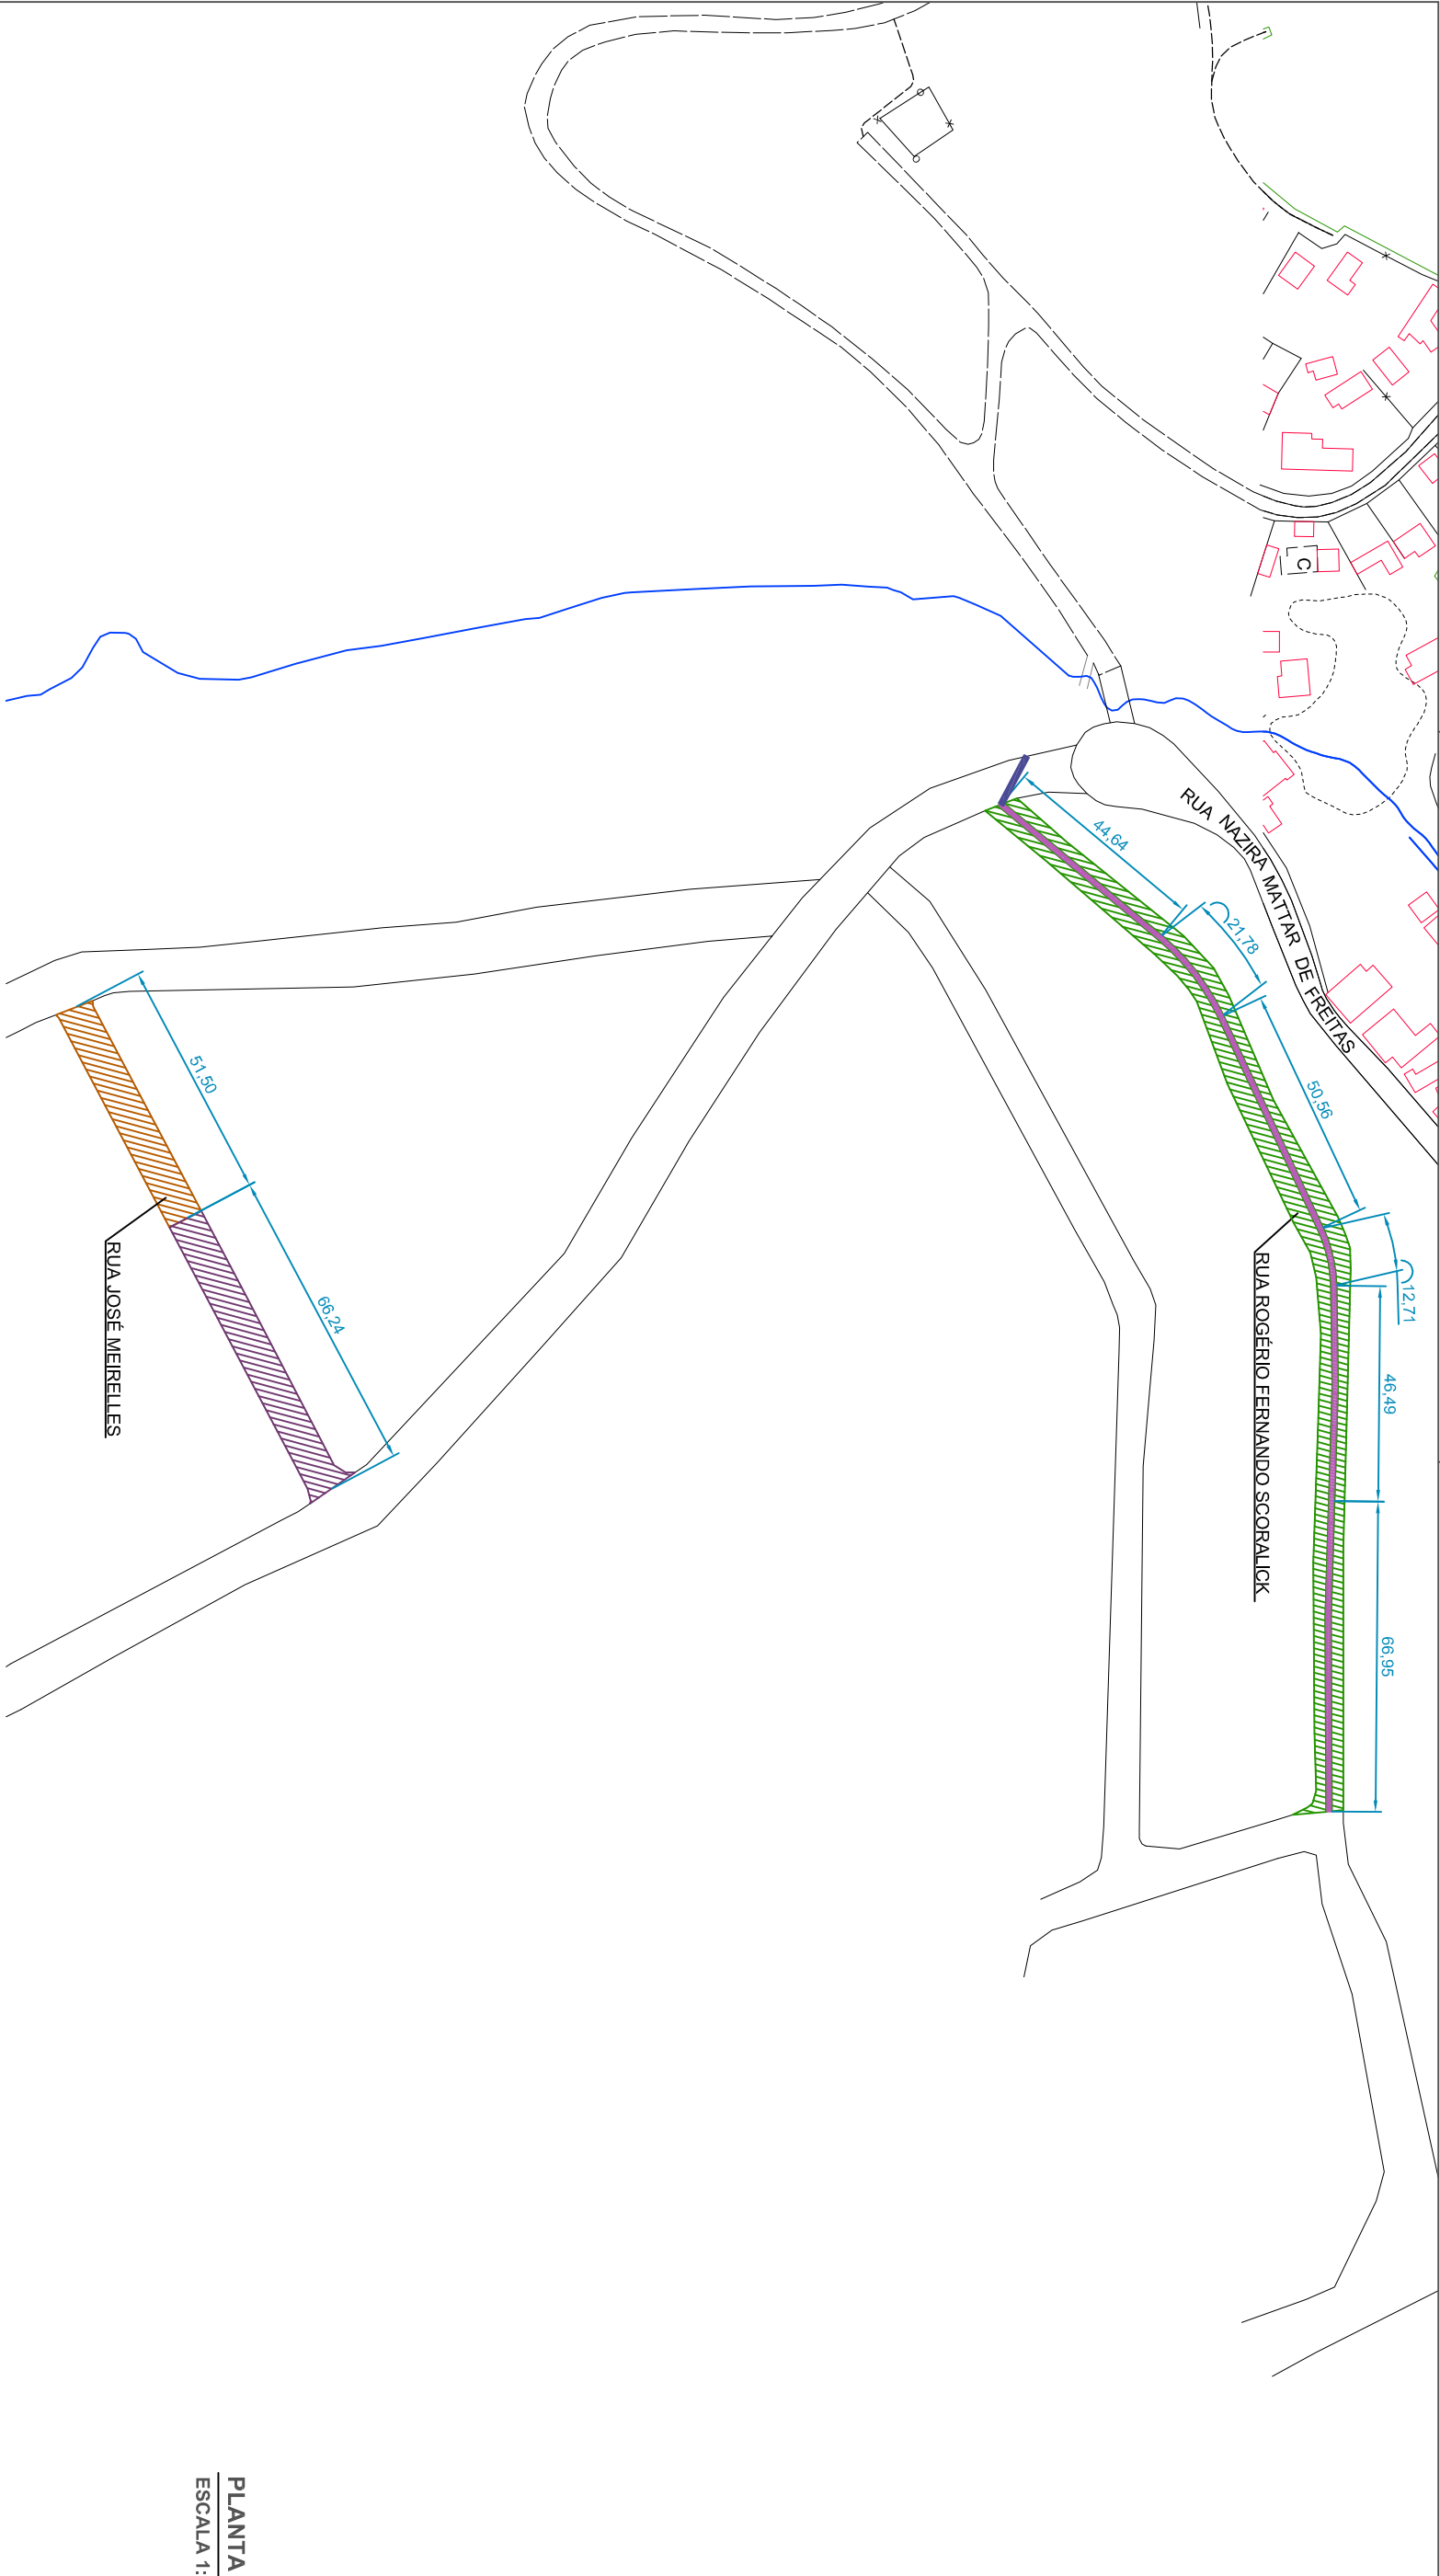 C
RUA NAZIRA MATTAR DE FREITAS
44,64
21,78
50,56
12,71
46,49
66,95
RUA ROGÉRIO FERNANDO SCORALICK
51,50
66,24
RUA JOSÉ MEIRELLES
PLANTA
ESCALA 1: